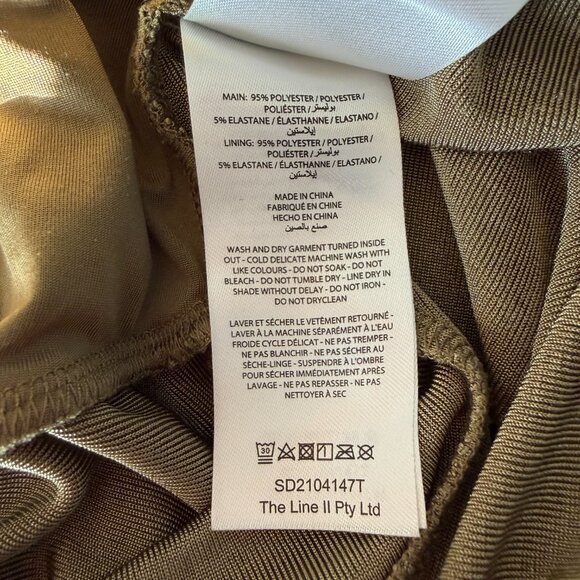 MAIN: 95% POLYESTER / POLYESTER /
POLIÉSTER / بوليستر /
5% ELASTANE / ÉLASTHANNE / ELASTANO /
إيلاستين
LINING: 95% POLYESTER / POLYESTER /
POLIÉSTER / بوليستر /
5% ELASTANE / ÉLASTHANNE / ELASTANO /
إيلاستين
MADE IN CHINA
FABRIQUÉ EN CHINE
HECHO EN CHINO
صنع بالصين
WASH AND DRY GARMENT TURNED INSIDE
OUT - COLD DELICATE MACHINE WASH WITH
LIKE COLOURS - DO NOT SOAK - DO NOT
BLEACH - DO NOT TUMBLE DRY - LINE DRY IN
SHADE WITHOUT DELAY - DO NOT IRON -
DO NOT DRYCLEAN
LAVER ET SÉCHER LE VETÊMENT RETOURNÉ -
LAVER À LA MACHINE SÉPARÉMENT À L'EAU
FROIDE CYCLE DÉLICAT - NE PAS TREMPER -
NE PAS BLANCHIR - NE PAS SÉCHER AU
SÈCHE-LINGE - SUSPENDRE À L'OMBRE
POUR SÉCHER IMMÉDIATEMENT APRÈS
LAVAGE - NE PAS REPASSER - NE PAS
NETTOYER À SEC
30
SD2104147T
The Line II Pty Ltd